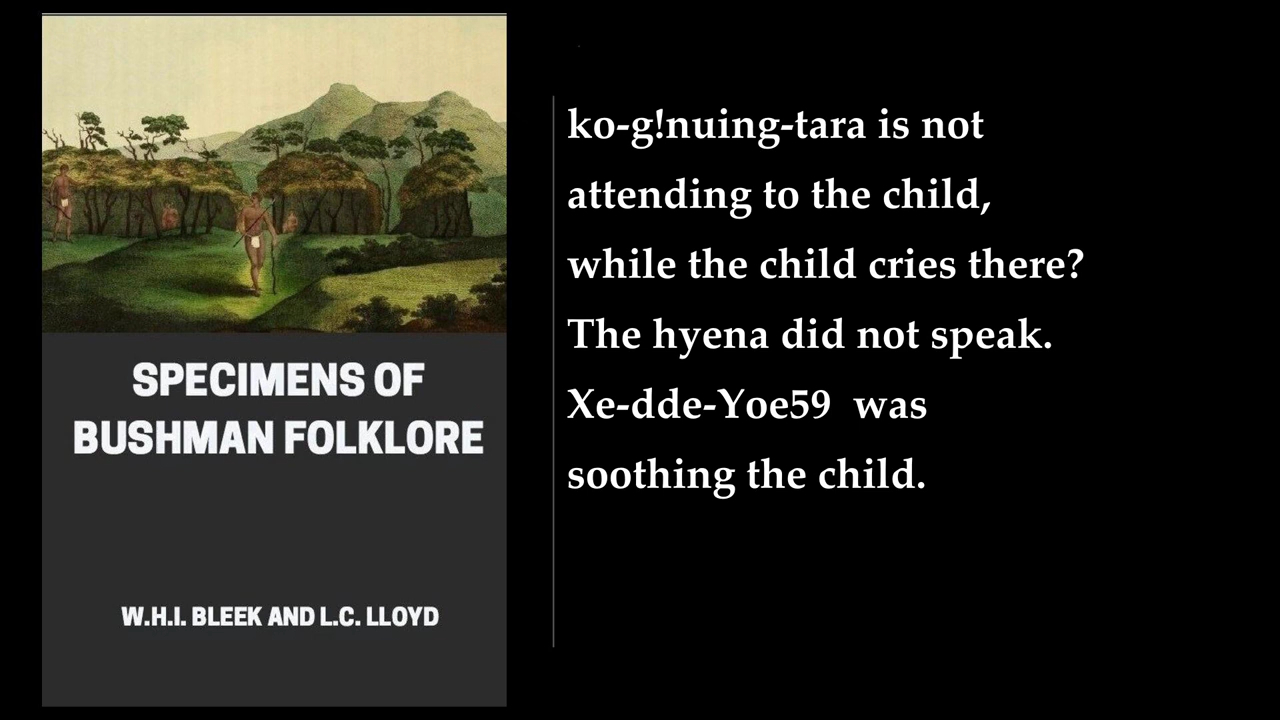 SPECIMENS OF
BUSHMAN FOLKLORE
W.H.I. BLEEK AND L.C. LLOYD
ko-g!nuing-tara is not
attending to the child,
while the child cries there?
The hyena did not speak.
Xe-dde-Yoe59  was
soothing the child.